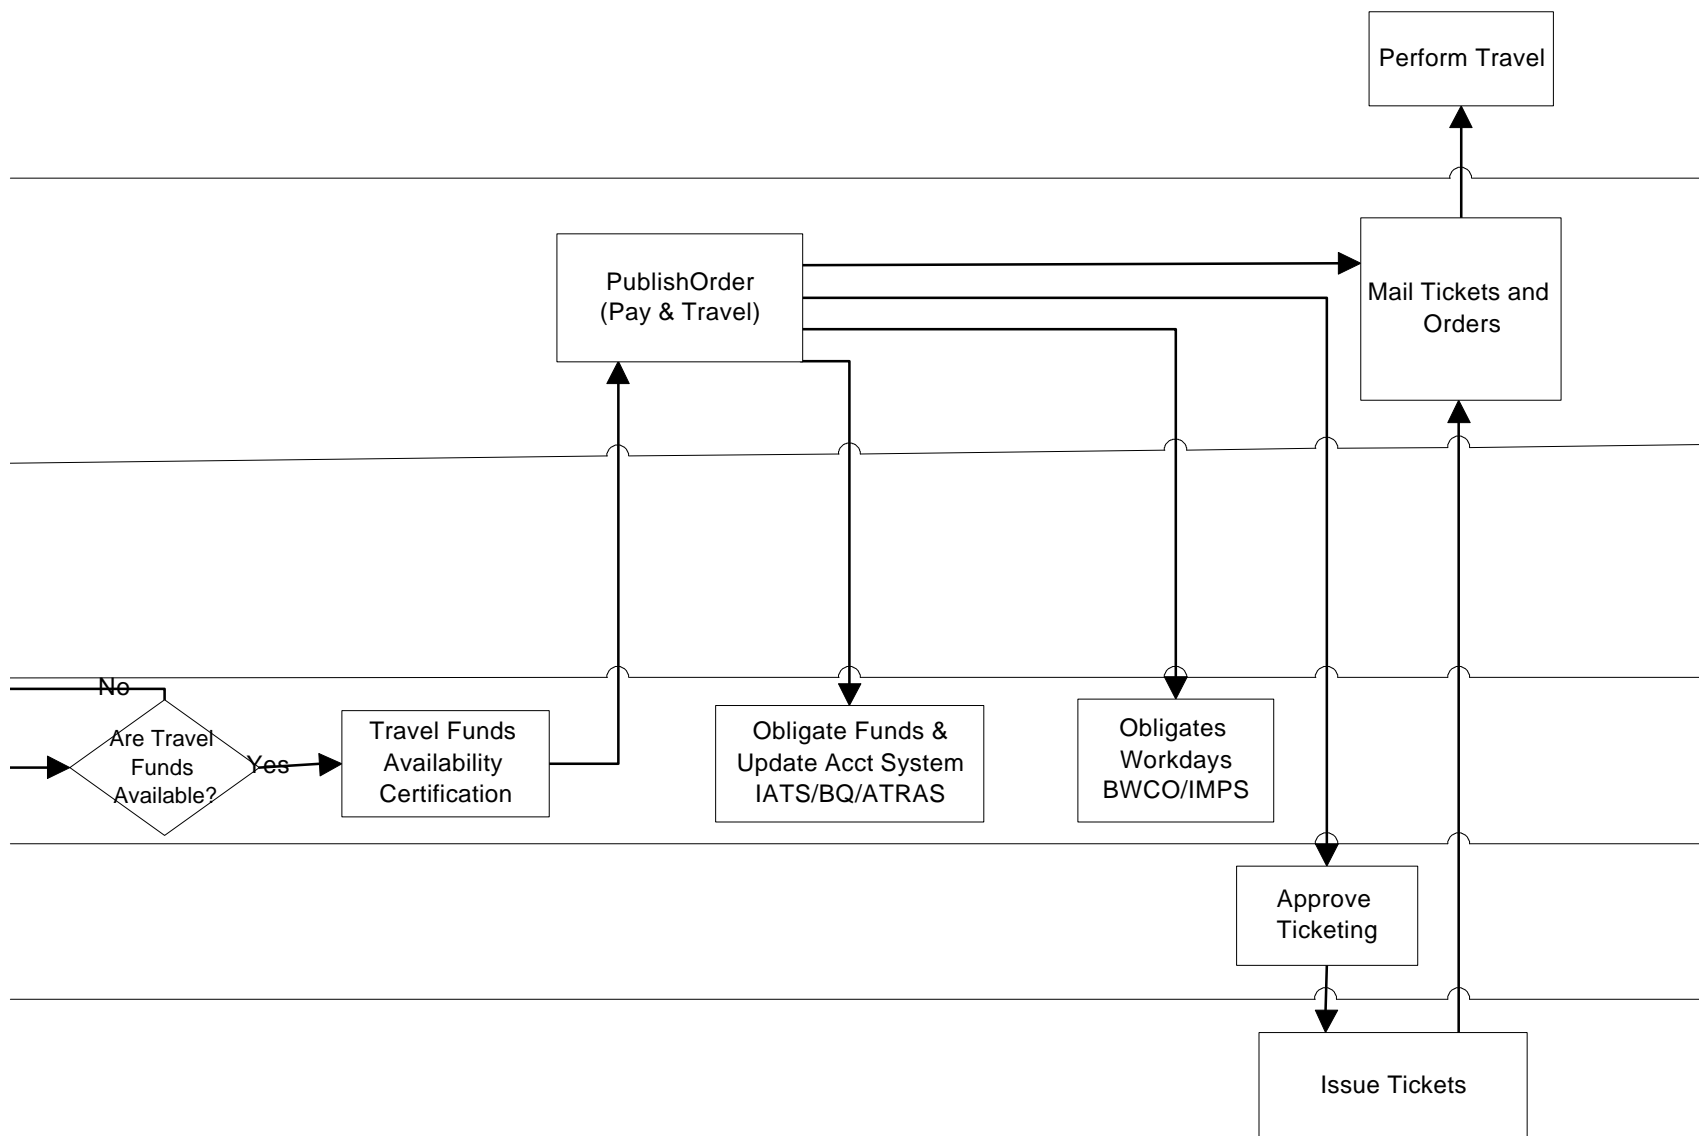 Perform Travel
PublishOrder
(Pay & Travel)
Mail Tickets and
Orders
No
Are Travel
Funds
Available?
Yes
Travel Funds
Availability
Certification
Obligate Funds &
Update Acct System
IATS/BQ/ATRAS
Obligates
Workdays
BWCO/IMPS
Approve
Ticketing
Issue Tickets